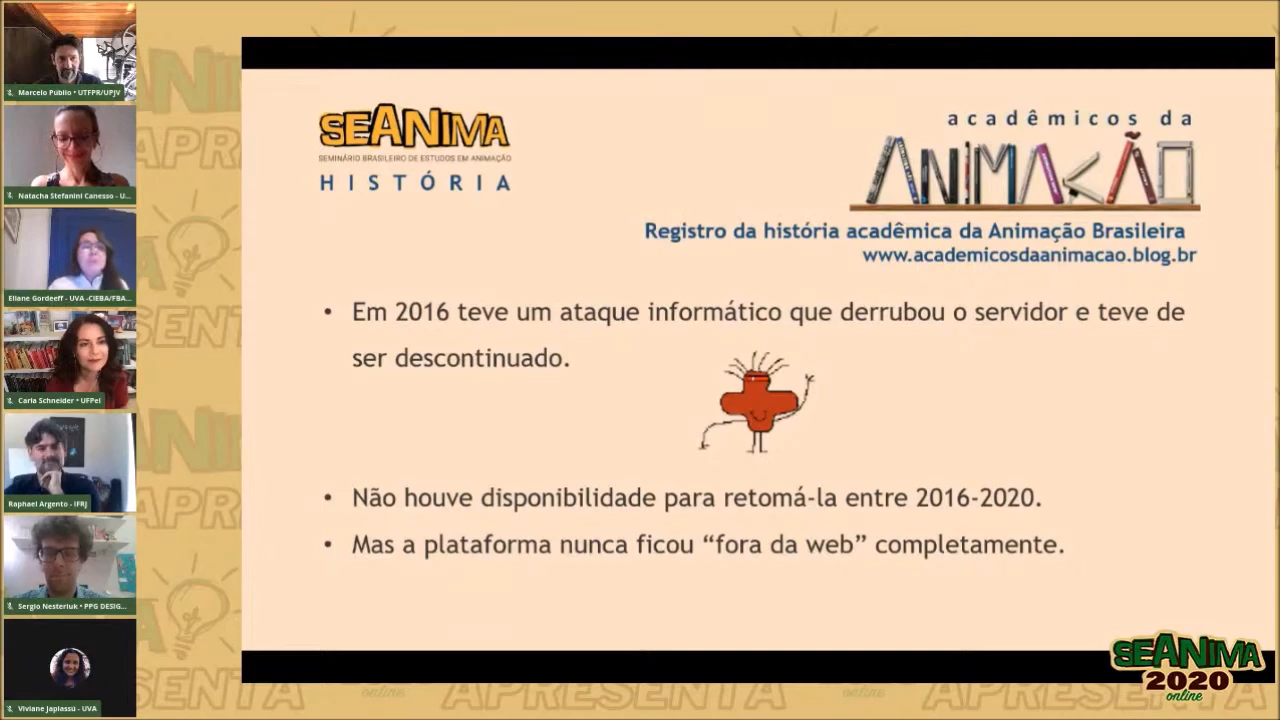 Marcelo Públio • UTFPR/UPJV
Natacha Stefanini Canesso - U...
Eliane Gordeeff - UVA -CIEBA/FBA...
Carla Schneider • UFPel
Raphael Argento - IFRJ
Sergio Nesteriuk • PPG DESIG...
Viviane Japiassú - UVA
SEANIMA
SEMINÁRIO BRASILEIRO DE ESTUDOS EM ANIMAÇÃO
HISTÓRIA
acadêmicos da
ANIMAÇÃO
Registro da história acadêmica da Animação Brasileira
www.academicosdaanimacao.blog.br
• Em 2016 teve um ataque informático que derrubou o servidor e teve de
ser descontinuado.
• Não houve disponibilidade para retomá-la entre 2016-2020.
• Mas a plataforma nunca ficou “fora da web” completamente.
SEANIMA
2020
online
online
APRESENTA
online
APRESENTA